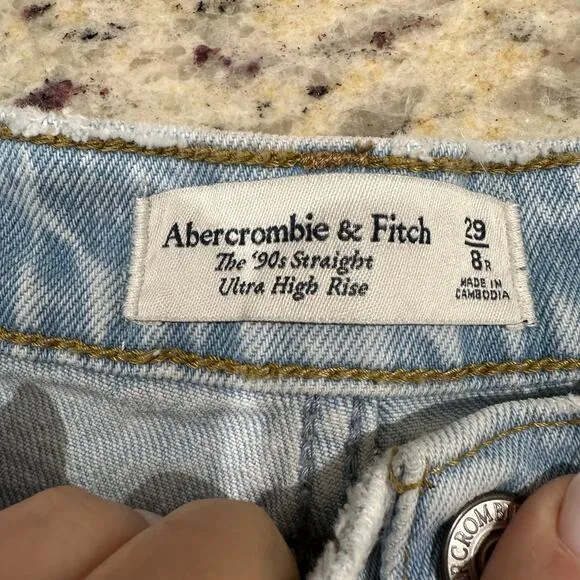 Abercrombie & Fitch
The '90s Straight
Ultra High Rise
29
8R
MADE IN
CAMBODIA